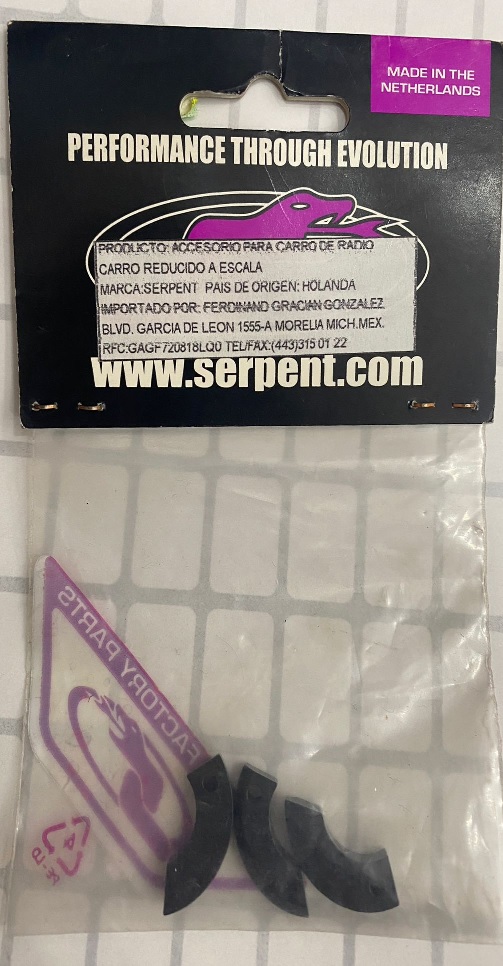 MADE IN THE
NETHERLANDS
PERFORMANCE THROUGH EVOLUTION
PRODUCTO: ACCESORIO PARA CARRO DE RADIO
CARRO REDUCIDO A ESCALA
MARCA:SERPENT PAIS DE ORIGEN: HOLANDA
IMPORTADO POR: FERDINAND GRACIAN GONZALEZ
BLVD. GARCIA DE LEON 1555-A MORELIA MICH.MEX.
RFC:GAGF720818LQ0 TEL/FAX:(443)315 01 22
www.serpent.com
FACTORY PARTS